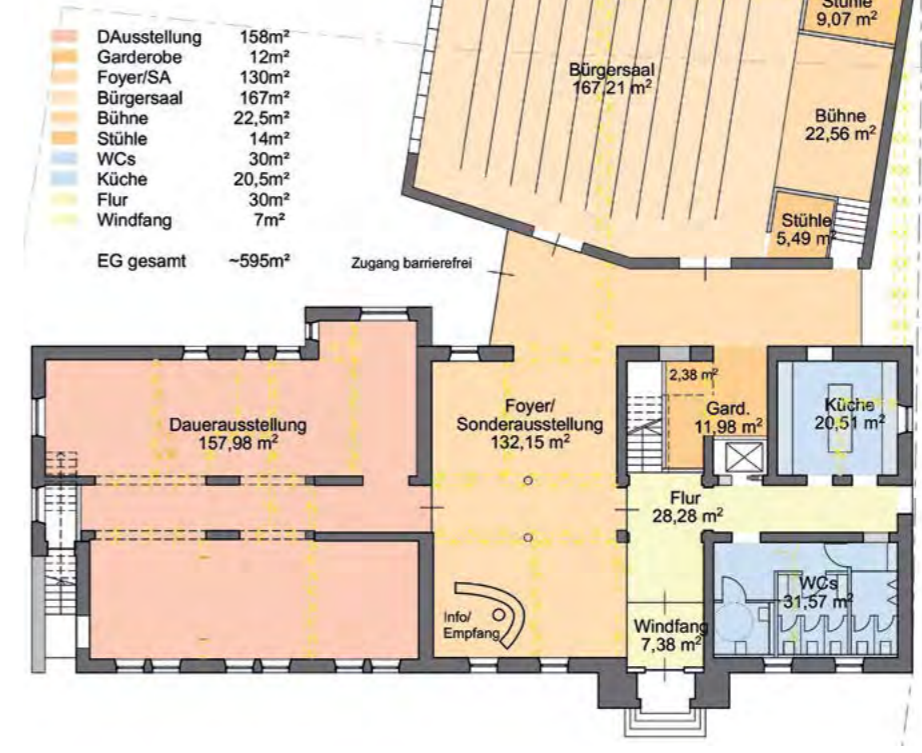 DAusstellung 158m²
Garderobe 12m²
Foyer/SA 130m²
Bürgersaal 167m²
Bühne 22,5m²
Stühle 14m²
WCs 30m²
Küche 20,5m²
Flur 30m²
Windfang 7m²
EG gesamt ~595m²
Stühle
9,07 m²
Bürgersaal
167,21 m²
Bühne
22,56 m²
Stühle
5,49 m²
Zugang barrierefrei
Dauerausstellung
157,98 m²
Foyer/
Sonderausstellung
132,15 m²
2,38 m²
Gard.
11,98 m²
Küche
20,51 m²
Flur
28,28 m²
WCs
31,57 m²
Info/
Empfang
Windfang
7,38 m²